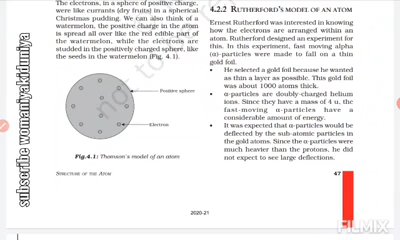 The electrons, in a sphere of positive charge,
were like currants (dry fruits) in a spherical
Christmas pudding. We can also think of a
watermelon, the positive charge in the atom
is spread all over like the red edible part of
the watermelon, while the electrons are
studded in the positively charged sphere, like
the seeds in the watermelon (Fig. 4.1).
Positive sphere
Electron
Fig.4.1: Thomson's model of an atom
STRUCTURE OF THE ATOM
4.2.2 RUTHERFORD'S MODEL OF AN ATOM
Ernest Rutherford was interested in knowing
how the electrons are arranged within an
atom. Rutherford designed an experiment for
this. In this experiment, fast moving alpha
(α)-particles were made to fall on a thin
gold foil.
• He selected a gold foil because he wanted
as thin a layer as possible. This gold foil
was about 1000 atoms thick.
• α-particles are doubly-charged helium
ions. Since they have a mass of 4 u, the
fast-moving α-particles have a
considerable amount of energy.
• It was expected that α-particles would be
deflected by the sub-atomic particles in
the gold atoms. Since the α-particles were
much heavier than the protons, he did
not expect to see large deflections.
47
2020-21
subscribe womaniya kiduniya
not to
FILMIX